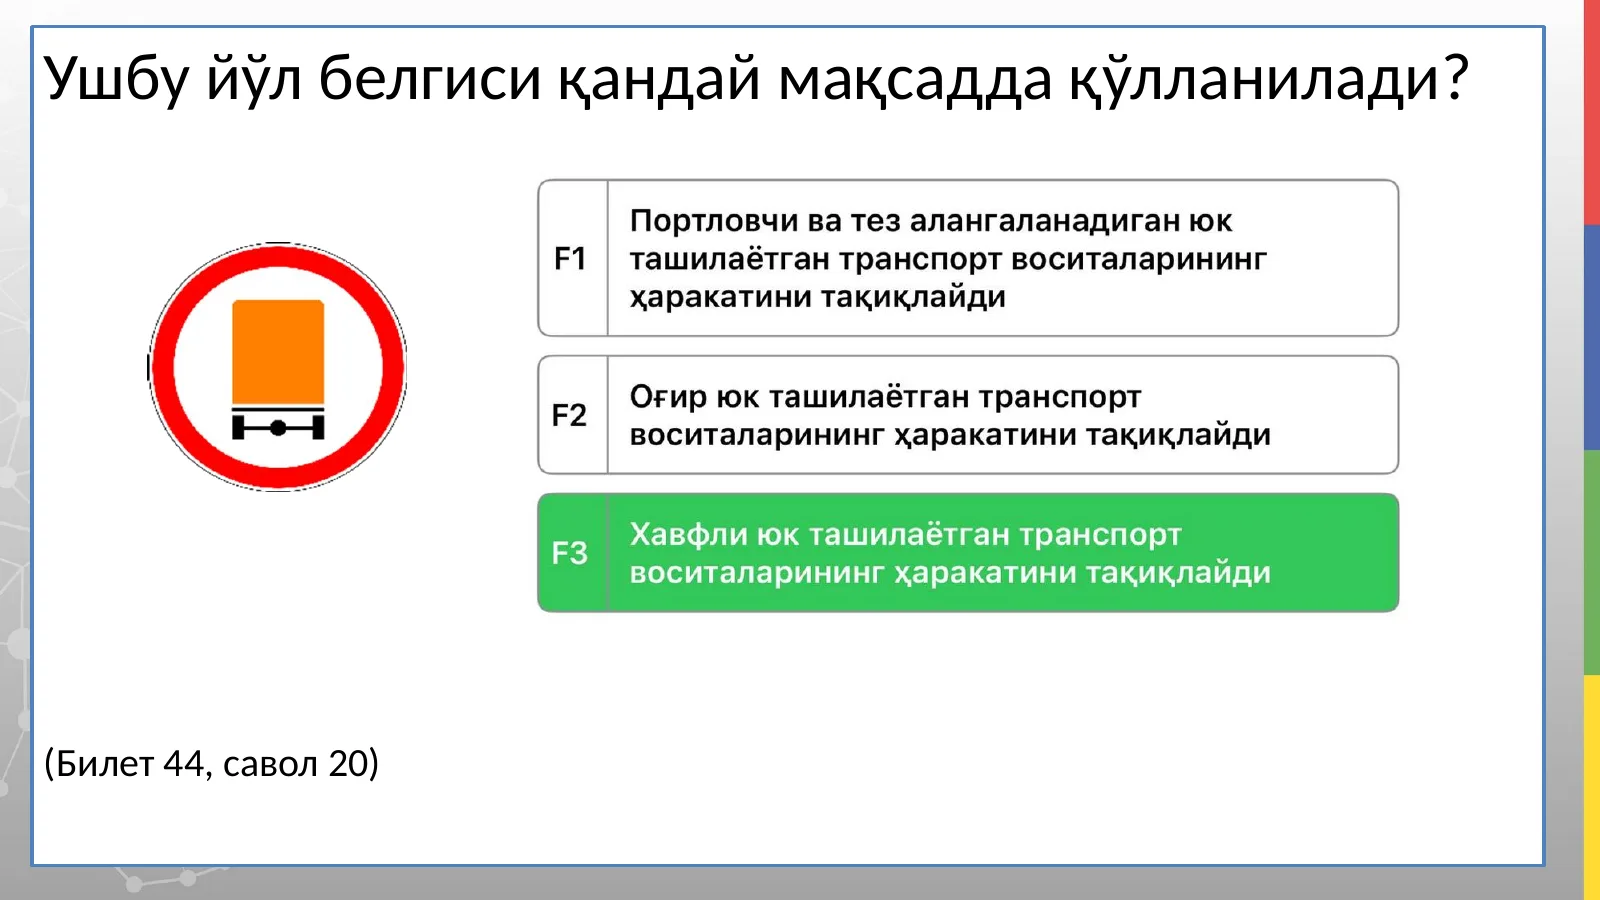 Ушбу йўл белгиси қандай мақсадда қўлланилади?
F1
Портловчи ва тез алангаланадиган юк
ташилаётган транспорт воситаларининг
ҳаракатини тақиқлайди
F2
Оғир юк ташилаётган транспорт
воситаларининг ҳаракатини тақиқлайди
F3
Хавфли юк ташилаётган транспорт
воситаларининг ҳаракатини тақиқлайди
(Билет 44, савол 20)